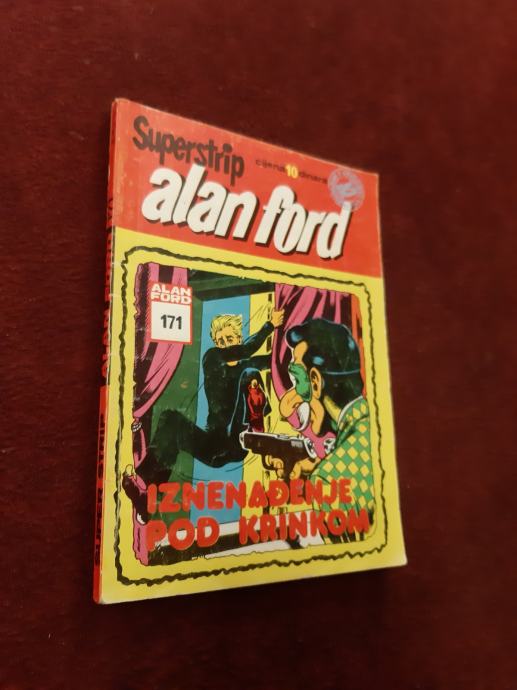 Superstrip
cijena 10 dinara
alan ford
ALAN
FORD
171
IZNENAĐENJE
POD KRINKOM